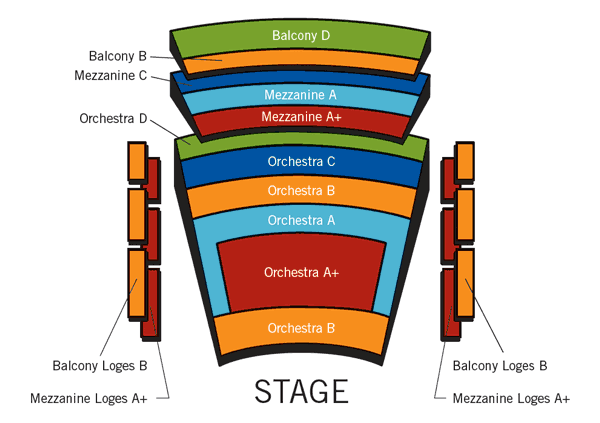 Balcony D
Balcony B
Mezzanine C
Mezzanine A
Mezzanine A+
Orchestra D
Orchestra C
Orchestra B
Orchestra A
Orchestra A+
Orchestra B
Balcony Loges B
Balcony Loges B
Mezzanine Loges A+
STAGE
Mezzanine Loges A+